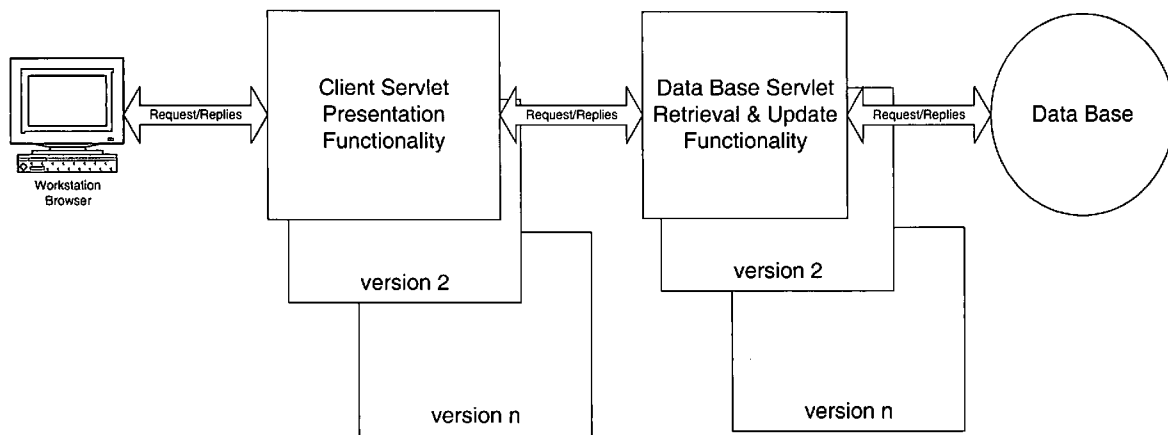 Workstation
Browser
Request/Replies
Client Servlet
Presentation
Functionality
version 2
version n
Request/Replies
Data Base Servlet
Retrieval & Update
Functionality
version 2
version n
Request/Replies
Data Base